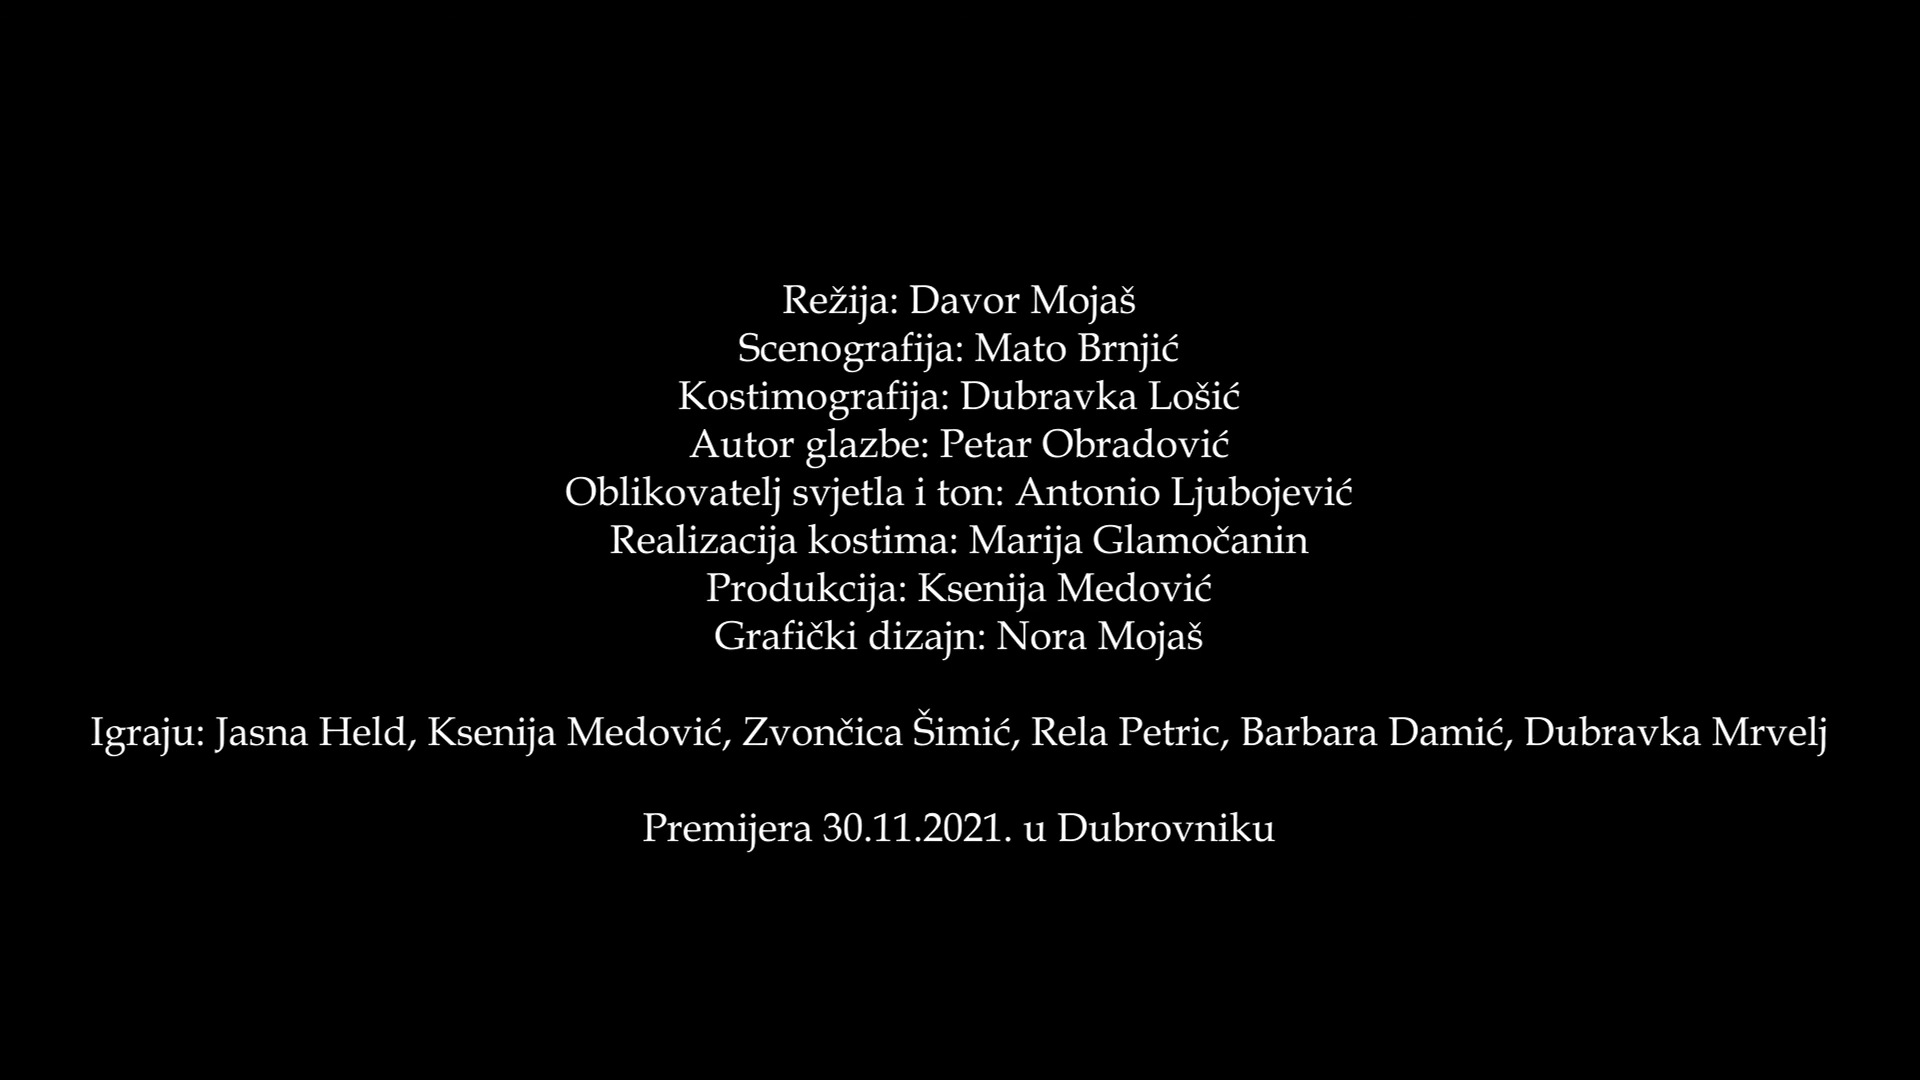 Režija: Davor Mojaš
Scenografija: Mato Brnjić
Kostimografija: Dubravka Lošić
Autor glazbe: Petar Obradović
Oblikovatelj svjetla i ton: Antonio Ljubojević
Realizacija kostima: Marija Glamočanin
Produkcija: Ksenija Medović
Grafički dizajn: Nora Mojaš
Igraju: Jasna Held, Ksenija Medović, Zvončica Šimić, Rela Petric, Barbara Damić, Dubravka Mrvelj
Premijera 30.11.2021. u Dubrovniku